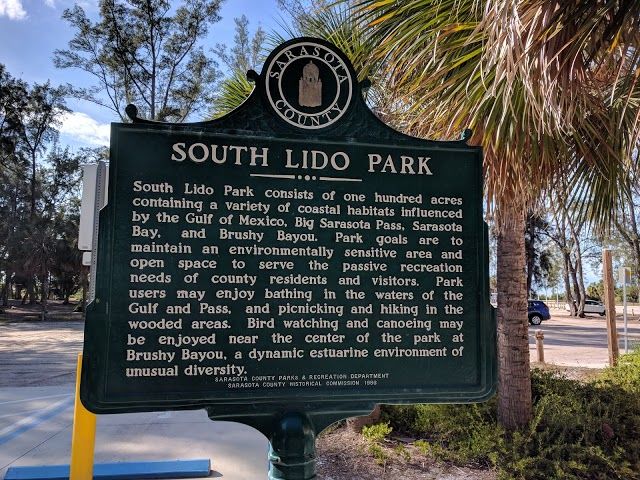 SARASOTA COUNTY
SOUTH LIDO PARK
South Lido Park consists of one hundred acres
containing a variety of coastal habitats influenced
by the Gulf of Mexico, Big Sarasota Pass, Sarasota
Bay, and Brushy Bayou. Park goals are to
maintain an environmentally sensitive area and
open space to serve the passive recreation
needs of county residents and visitors. Park
users may enjoy bathing in the waters of the
Gulf and Pass, and picnicking and hiking in the
wooded areas. Bird watching and canoeing may
be enjoyed near the center of the park at
Brushy Bayou, a dynamic estuarine environment of
unusual diversity.
SARASOTA COUNTY PARKS & RECREATION DEPARTMENT
SARASOTA COUNTY HISTORICAL COMMISSION 1986